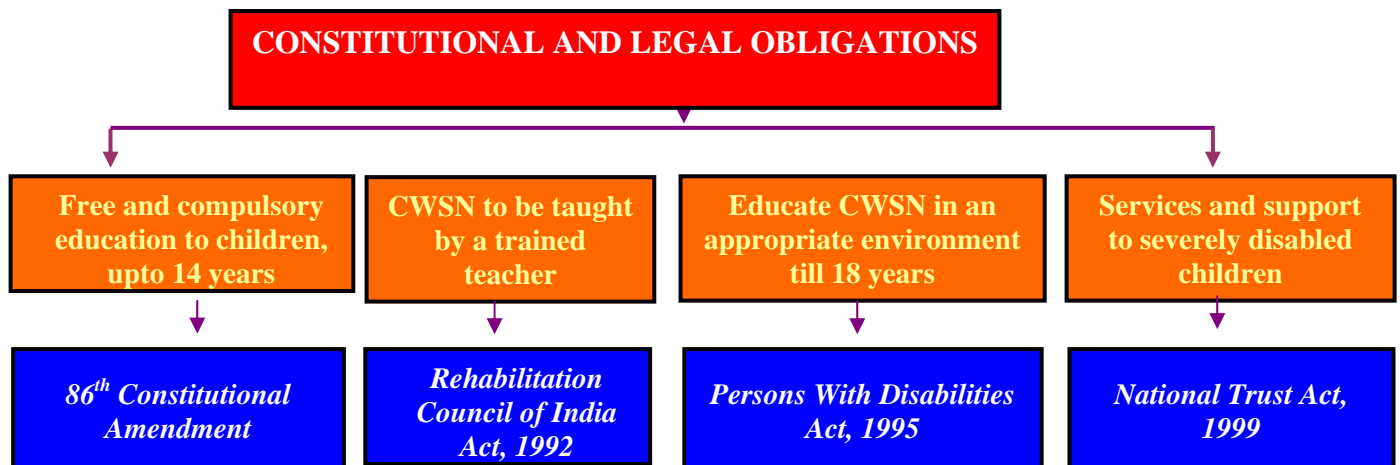 CONSTITUTIONAL AND LEGAL OBLIGATIONS
Free and compulsory
education to children,
upto 14 years
CWSN to be taught
by a trained
teacher
Educate CWSN in an
appropriate environment
till 18 years
Services and support
to severely disabled
children
86th Constitutional
Amendment
Rehabilitation
Council of India
Act, 1992
Persons With Disabilities
Act, 1995
National Trust Act,
1999